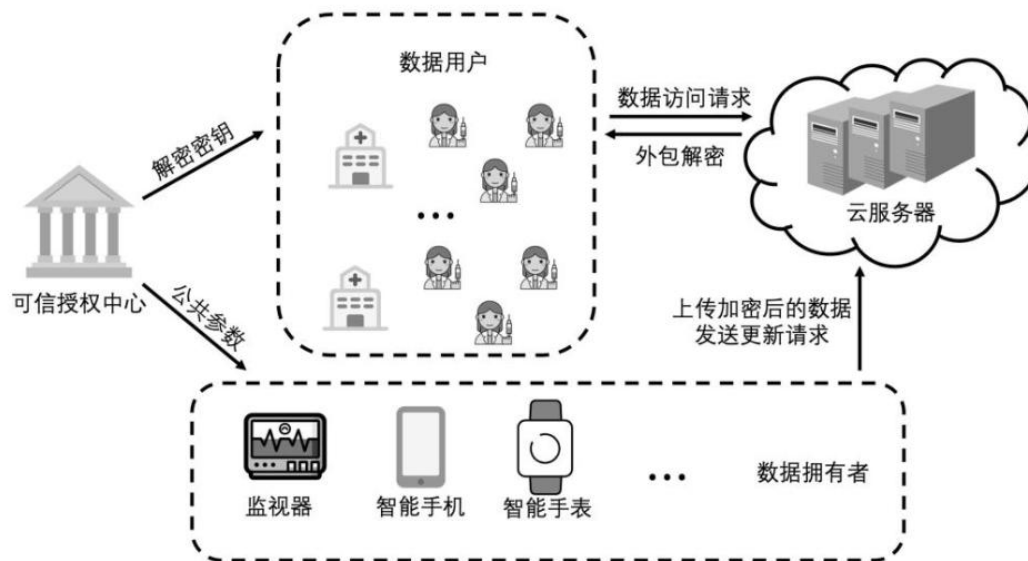 数据用户
数据访问请求
外包解密
云服务器
解密密钥
可信授权中心
公共参数
上传加密后的数据
发送更新请求
监视器
智能手机
智能手表
数据拥有者